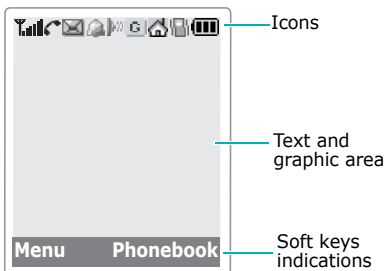 Icons
G
Text and
graphic area
Menu Phonebook
Soft keys
indications